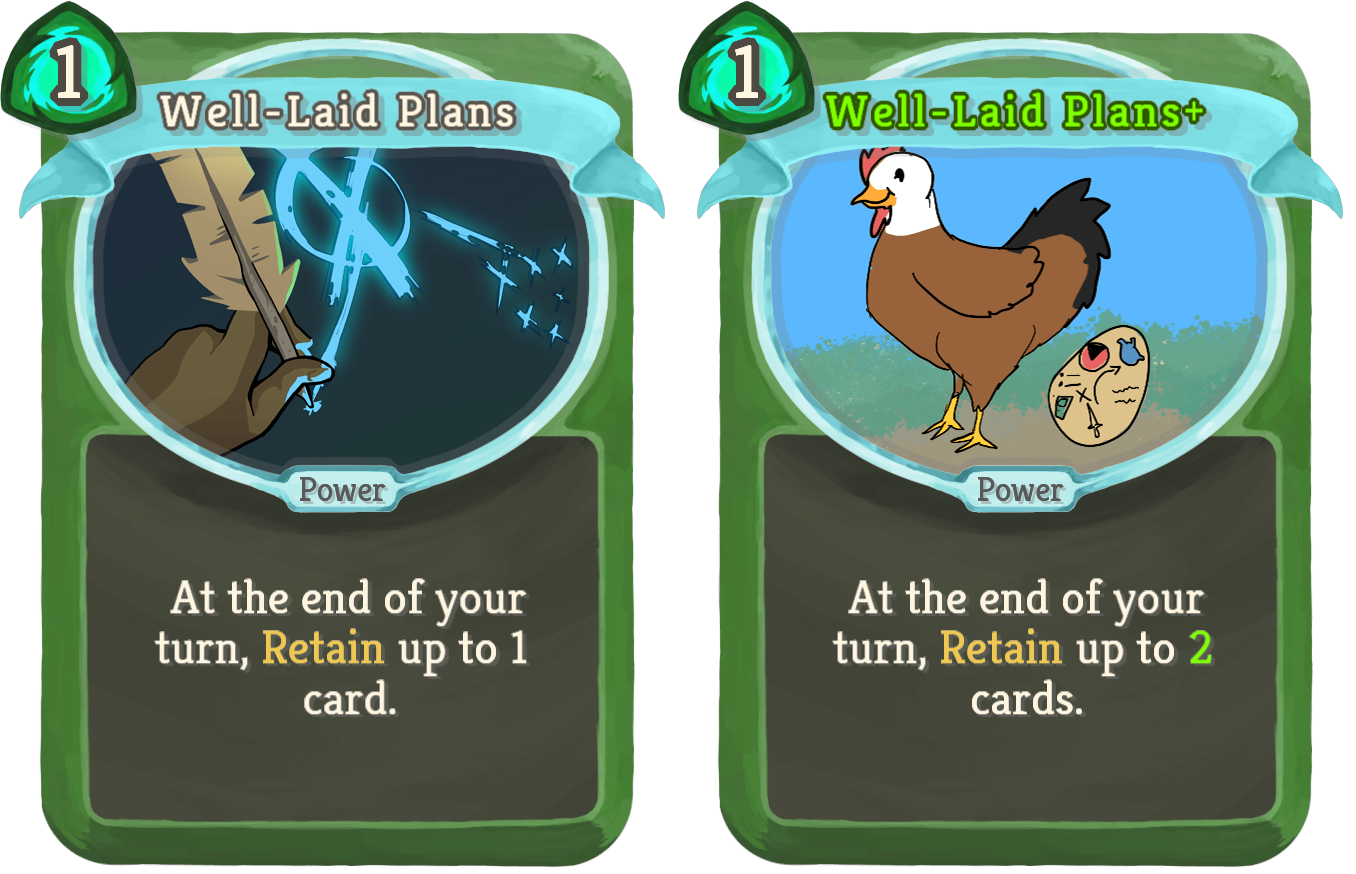 1
Well-Laid Plans
Power
At the end of your
turn, Retain up to 1
card.
1
Well-Laid Plans+
Power
At the end of your
turn, Retain up to 2
cards.